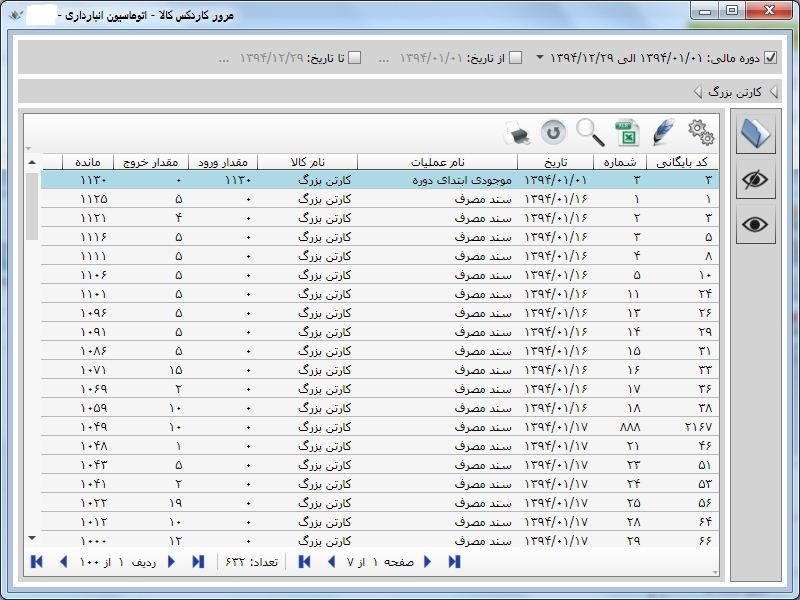 مرور کاردکس کالا - اتوماسیون انبارداری -
دوره مالی: ۱۳۹۴/۰۱/۰۱ الی ۱۳۹۴/۱۲/۲۹ از تاریخ: ۱۳۹۴/۰۱/۰۱ ... تا تاریخ: ۱۳۹۴/۱۲/۲۹ ...
کارتن بزرگ
کد بایگانی شماره تاریخ نام عملیات نام کالا مقدار ورود مقدار خروج مانده
۳ ۳ ۱۳۹۴/۰۱/۰۱ موجودی ابتدای دوره کارتن بزرگ ۱۱۳۰ ۰ ۱۱۳۰
۱ ۱ ۱۳۹۴/۰۱/۱۶ سند مصرف کارتن بزرگ ۰ ۵ ۱۱۲۵
۳ ۲ ۱۳۹۴/۰۱/۱۶ سند مصرف کارتن بزرگ ۰ ۴ ۱۱۲۱
۵ ۳ ۱۳۹۴/۰۱/۱۶ سند مصرف کارتن بزرگ ۰ ۵ ۱۱۱۶
۸ ۴ ۱۳۹۴/۰۱/۱۶ سند مصرف کارتن بزرگ ۰ ۵ ۱۱۱۱
۱۰ ۵ ۱۳۹۴/۰۱/۱۶ سند مصرف کارتن بزرگ ۰ ۵ ۱۱۰۶
۲۴ ۱۱ ۱۳۹۴/۰۱/۱۶ سند مصرف کارتن بزرگ ۰ ۵ ۱۱۰۱
۲۶ ۱۳ ۱۳۹۴/۰۱/۱۶ سند مصرف کارتن بزرگ ۰ ۵ ۱۰۹۶
۲۹ ۱۴ ۱۳۹۴/۰۱/۱۶ سند مصرف کارتن بزرگ ۰ ۵ ۱۰۹۱
۳۱ ۱۵ ۱۳۹۴/۰۱/۱۶ سند مصرف کارتن بزرگ ۰ ۵ ۱۰۸۶
۳۳ ۱۶ ۱۳۹۴/۰۱/۱۶ سند مصرف کارتن بزرگ ۰ ۱۵ ۱۰۷۱
۳۶ ۱۷ ۱۳۹۴/۰۱/۱۶ سند مصرف کارتن بزرگ ۰ ۲ ۱۰۶۹
۳۸ ۱۸ ۱۳۹۴/۰۱/۱۶ سند مصرف کارتن بزرگ ۰ ۱۰ ۱۰۵۹
۲۱۶۷ ۸۸۸ ۱۳۹۴/۰۱/۱۷ سند مصرف کارتن بزرگ ۰ ۱۰ ۱۰۴۹
۴۶ ۲۱ ۱۳۹۴/۰۱/۱۷ سند مصرف کارتن بزرگ ۰ ۱ ۱۰۴۸
۵۱ ۲۳ ۱۳۹۴/۰۱/۱۷ سند مصرف کارتن بزرگ ۰ ۵ ۱۰۴۳
۵۳ ۲۴ ۱۳۹۴/۰۱/۱۷ سند مصرف کارتن بزرگ ۰ ۲ ۱۰۴۱
۵۶ ۲۵ ۱۳۹۴/۰۱/۱۷ سند مصرف کارتن بزرگ ۰ ۱۹ ۱۰۲۲
۶۴ ۲۸ ۱۳۹۴/۰۱/۱۷ سند مصرف کارتن بزرگ ۰ ۱۰ ۱۰۱۲
۶۶ ۲۹ ۱۳۹۴/۰۱/۱۷ سند مصرف کارتن بزرگ ۰ ۱۲ ۱۰۰۰
صفحه ۱ از ۷ تعداد: ۶۳۲ ردیف ۱ از ۱۰۰